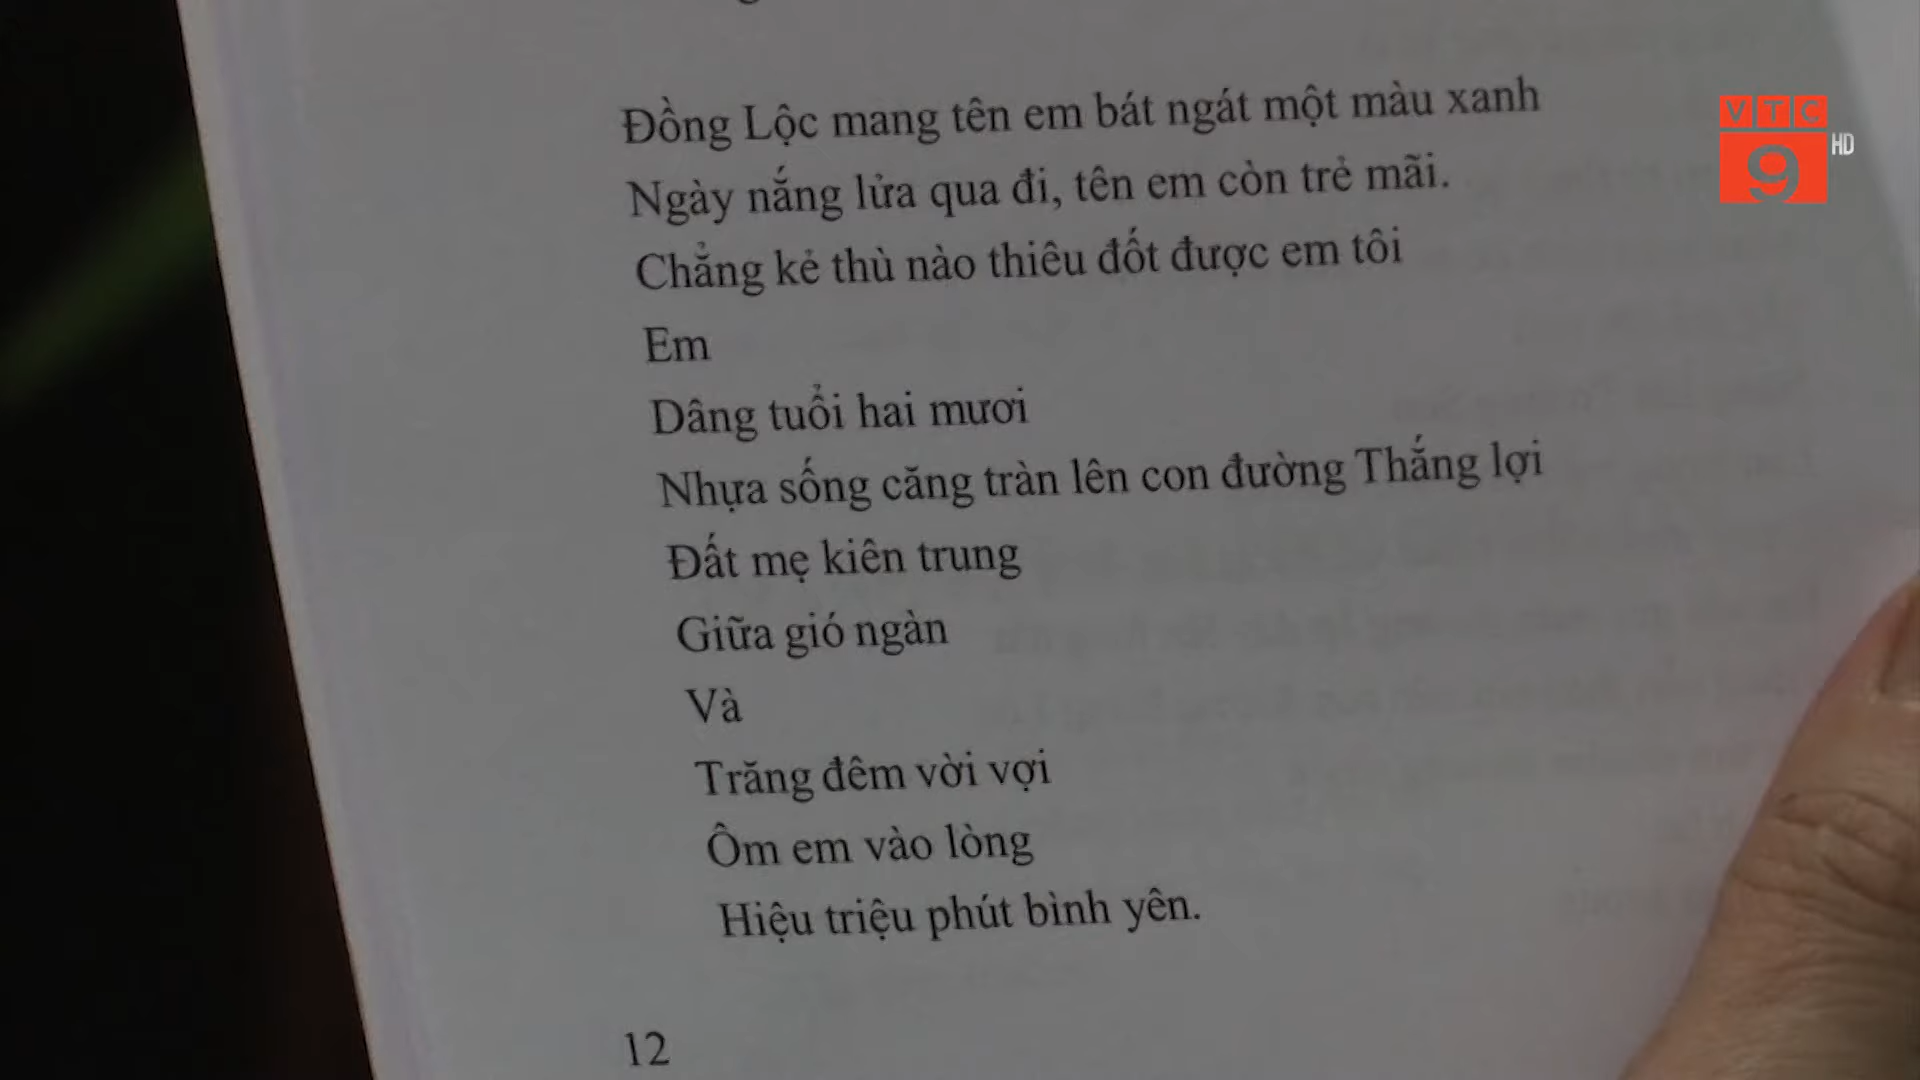 Đồng Lộc mang tên em bát ngát một màu xanh
Ngày nắng lửa qua đi, tên em còn trẻ mãi.
Chẳng kẻ thù nào thiêu đốt được em tôi
Em
Dâng tuổi hai mươi
Nhựa sống căng tràn lên con đường Thắng lợi
Đất mẹ kiên trung
Giữa gió ngàn
Và
Trăng đêm vời vợi
Ôm em vào lòng
Hiệu triệu phút bình yên.
12
VTC
9
HD